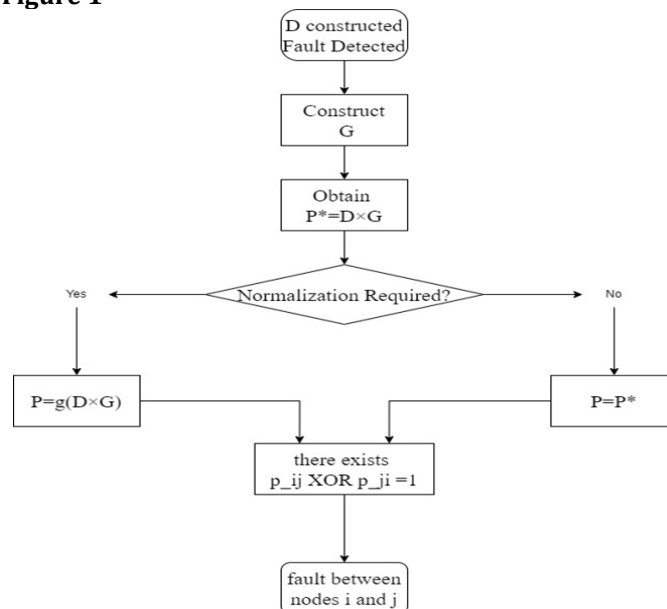 Figure 1
D constructed
Fault Detected
Construct
G
Obtain
P*=D×G
Normalization Required?
Yes
No
P=g(D×G)
P=P*
there exists
p_ij XOR p_ji =1
fault between
nodes i and j